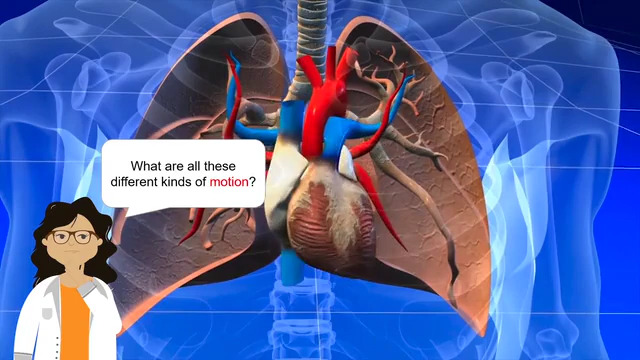 What are all these
different kinds of motion?